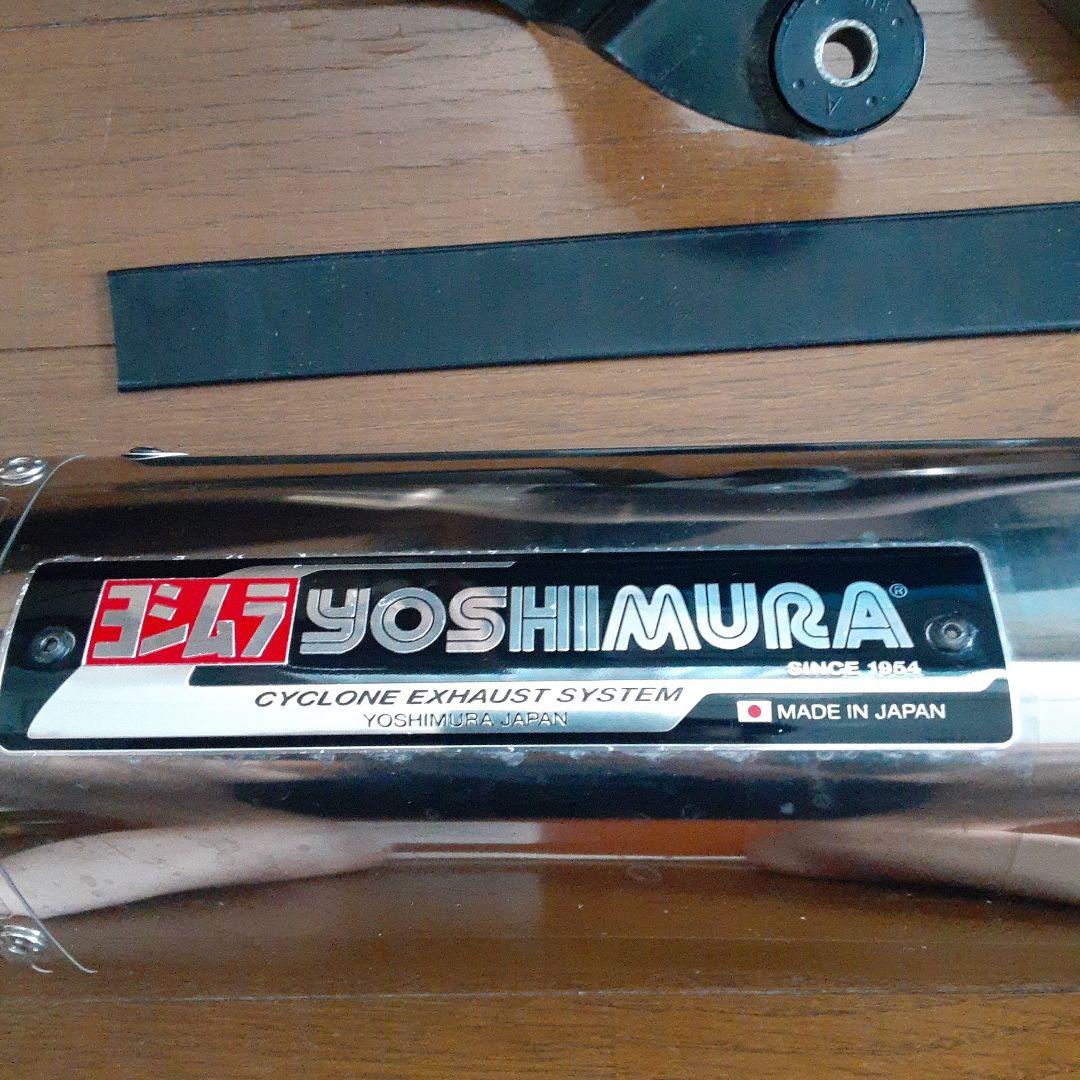 ヨシムラ YOSHIMURA®
SINCE 1954
CYCLONE EXHAUST SYSTEM
YOSHIMURA JAPAN
MADE IN JAPAN